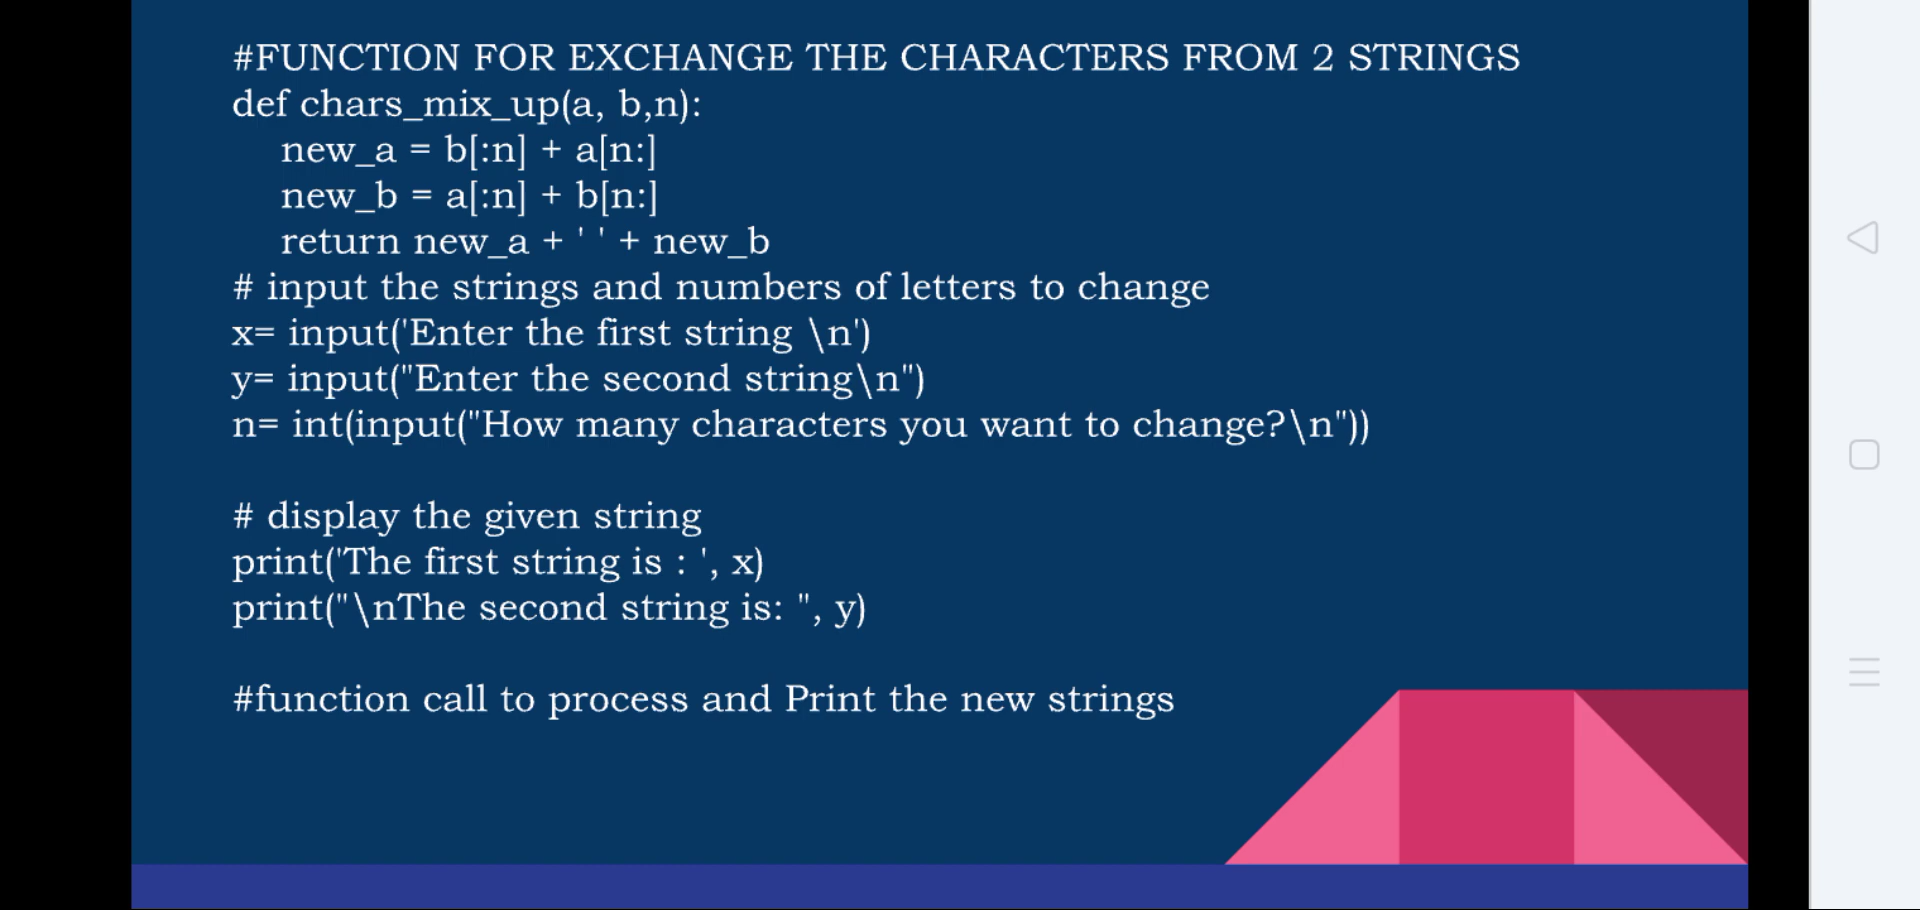 #FUNCTION FOR EXCHANGE THE CHARACTERS FROM 2 STRINGS
def chars_mix_up(a, b,n):
    new_a = b[:n] + a[n:]
    new_b = a[:n] + b[n:]
    return new_a + ' ' + new_b
# input the strings and numbers of letters to change
x= input('Enter the first string \n')
y= input("Enter the second string\n")
n= int(input("How many characters you want to change?\n"))
# display the given string
print('The first string is : ', x)
print("\nThe second string is: ", y)
#function call to process and Print the new strings